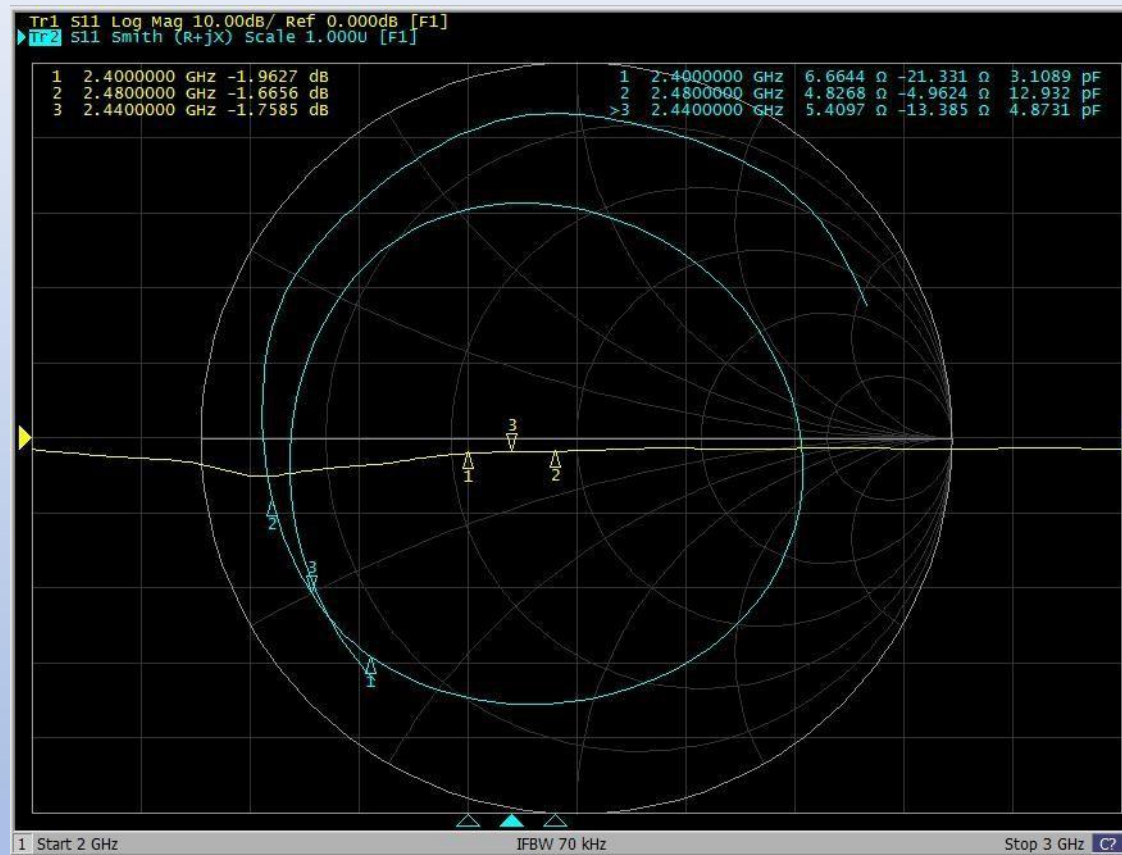 Tr1 S11 Log Mag 10.00dB/ Ref 0.000dB [F1]
Tr2 S11 Smith (R+jX) Scale 1.000U [F1]
1 2.4000000 GHz -1.9627 dB
2 2.4800000 GHz -1.6656 dB
3 2.4400000 GHz -1.7585 dB
1 2.4000000 GHz 6.6644 Ω -21.331 Ω 3.1089 pF
2 2.4800000 GHz 4.8268 Ω -4.9624 Ω 12.932 pF
>3 2.4400000 GHz 5.4097 Ω -13.385 Ω 4.8731 pF
3
1
2
2
3
1
1 Start 2 GHz IFBW 70 kHz Stop 3 GHz C?